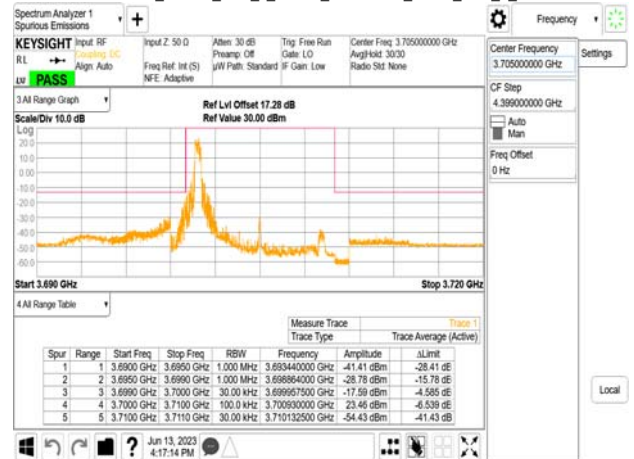 Spectrum Analyzer 1
Spurious Emissions
Frequency
KEYSIGHT Input: RF Input Z: 50 Ω Atten: 30 dB Trig: Free Run Center Freq: 3.705000000 GHz
RL Coupling: DC Preamp: Off Gate: LO Avg|Hold: 30/30
Align: Auto Freq Ref: Int (S) µW Path: Standard IF Gain: Low Radio Std: None
NFE: Adaptive
LU PASS
Center Frequency
3.705000000 GHz
Settings
CF Step
4.399000000 GHz
Auto
Man
Freq Offset
0 Hz
3 All Range Graph
Ref Lvl Offset 17.28 dB
Scale/Div 10.0 dB Ref Value 30.00 dBm
Log
20.0
10.0
0.00
-10.0
-20.0
-30.0
-40.0
-50.0
-60.0
Start 3.690 GHz Stop 3.720 GHz
4 All Range Table
Measure Trace Trace 1
Trace Type Trace Average (Active)
Spur Range Start Freq Stop Freq RBW Frequency Amplitude ΔLimit
1 1 3.6900 GHz 3.6950 GHz 1.000 MHz 3.693440000 GHz -41.41 dBm -28.41 dB
2 2 3.6950 GHz 3.6990 GHz 1.000 MHz 3.698864000 GHz -28.78 dBm -15.78 dB
3 3 3.6990 GHz 3.7000 GHz 30.00 kHz 3.699957500 GHz -17.59 dBm -4.585 dB
4 4 3.7000 GHz 3.7100 GHz 100.0 kHz 3.700930000 GHz 23.46 dBm -6.539 dB
5 5 3.7100 GHz 3.7110 GHz 30.00 kHz 3.710132500 GHz -54.43 dBm -41.43 dB
Local
Jun 13, 2023
4:17:14 PM